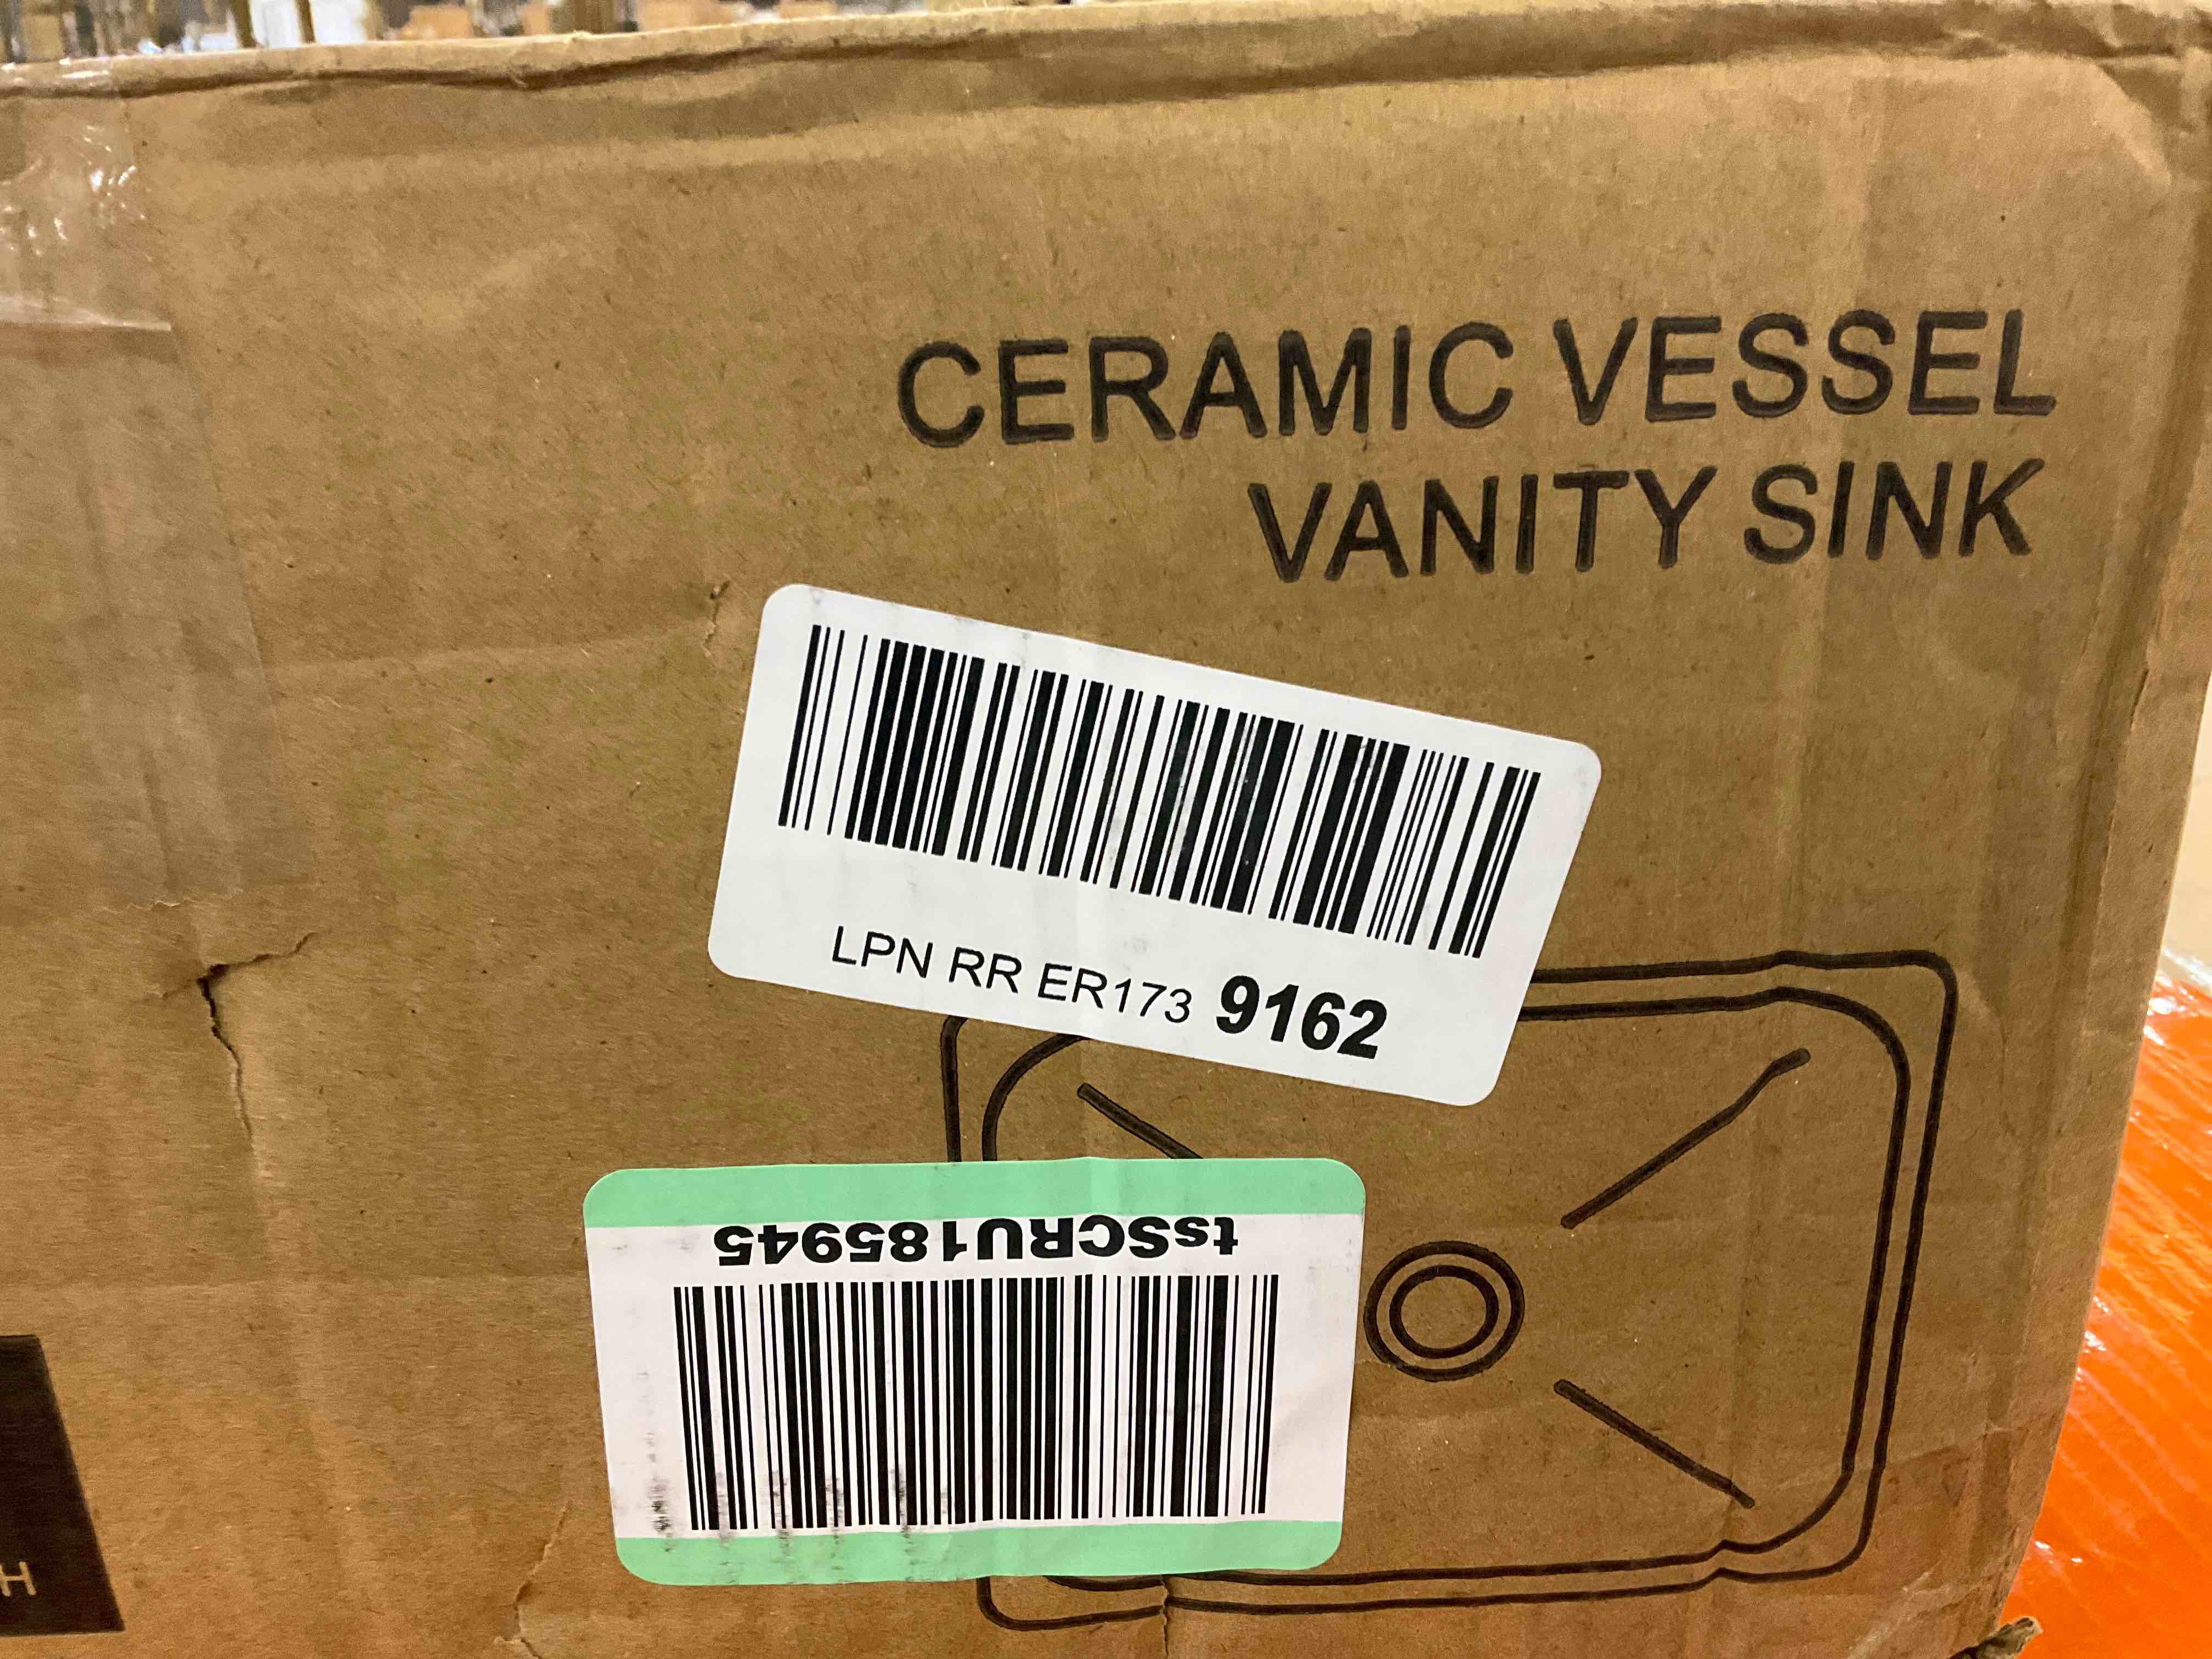 CERAMIC VESSEL
VANITY SINK
LPN RR ER173 9162
tsSCRU185945
H